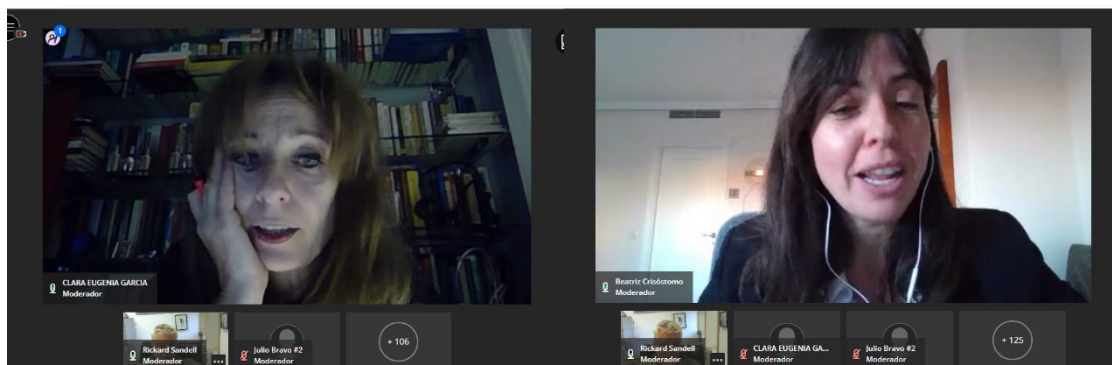 1
CLARA EUGENIA GARCIA
Moderador
Rickard Sandell
Moderador
Julio Bravo #2
Moderador
+ 106
Beatriz Crisóstomo
Moderador
Rickard Sandell
Moderador
CLARA EUGENIA GA...
Moderador
Julio Bravo #2
Moderador
+ 125